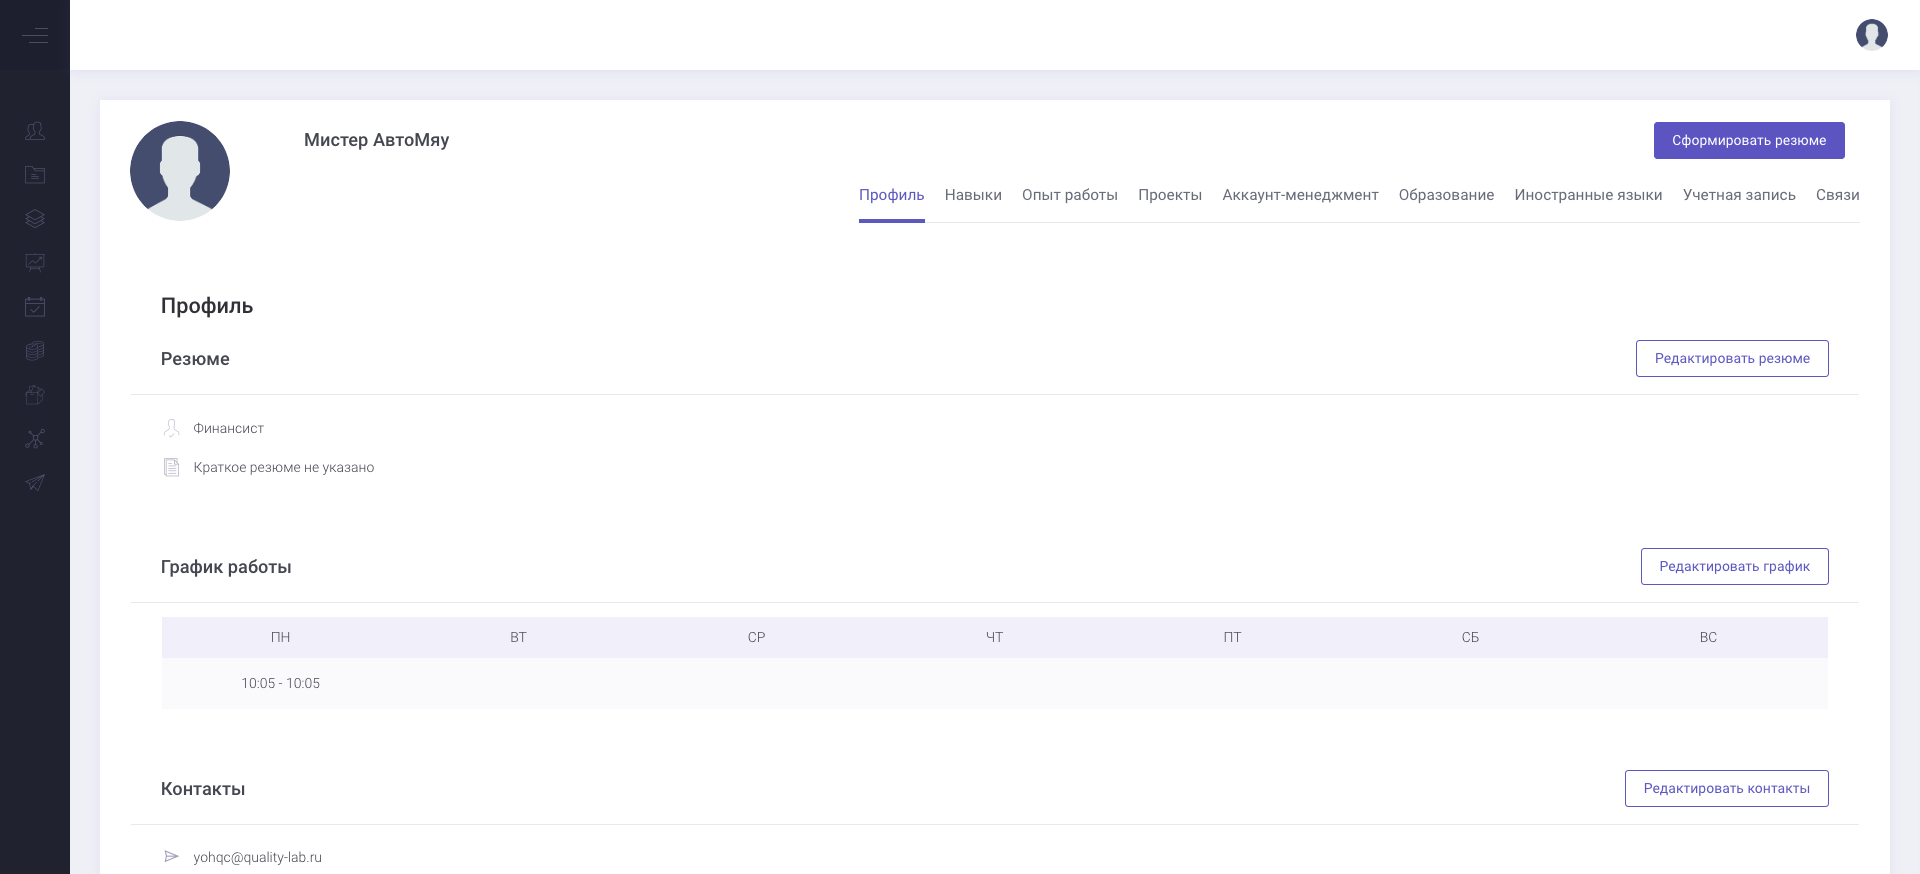 Мистер АвтоМяу
Сформировать резюме
Профиль Навыки Опыт работы Проекты Аккаунт-менеджмент Образование Иностранные языки Учетная запись Связи
Профиль
Резюме
Редактировать резюме
Финансист
Краткое резюме не указано
График работы
Редактировать график
ПН ВТ СР ЧТ ПТ СБ ВС
10:05 - 10:05
Контакты
Редактировать контакты
yohqc@quality-lab.ru